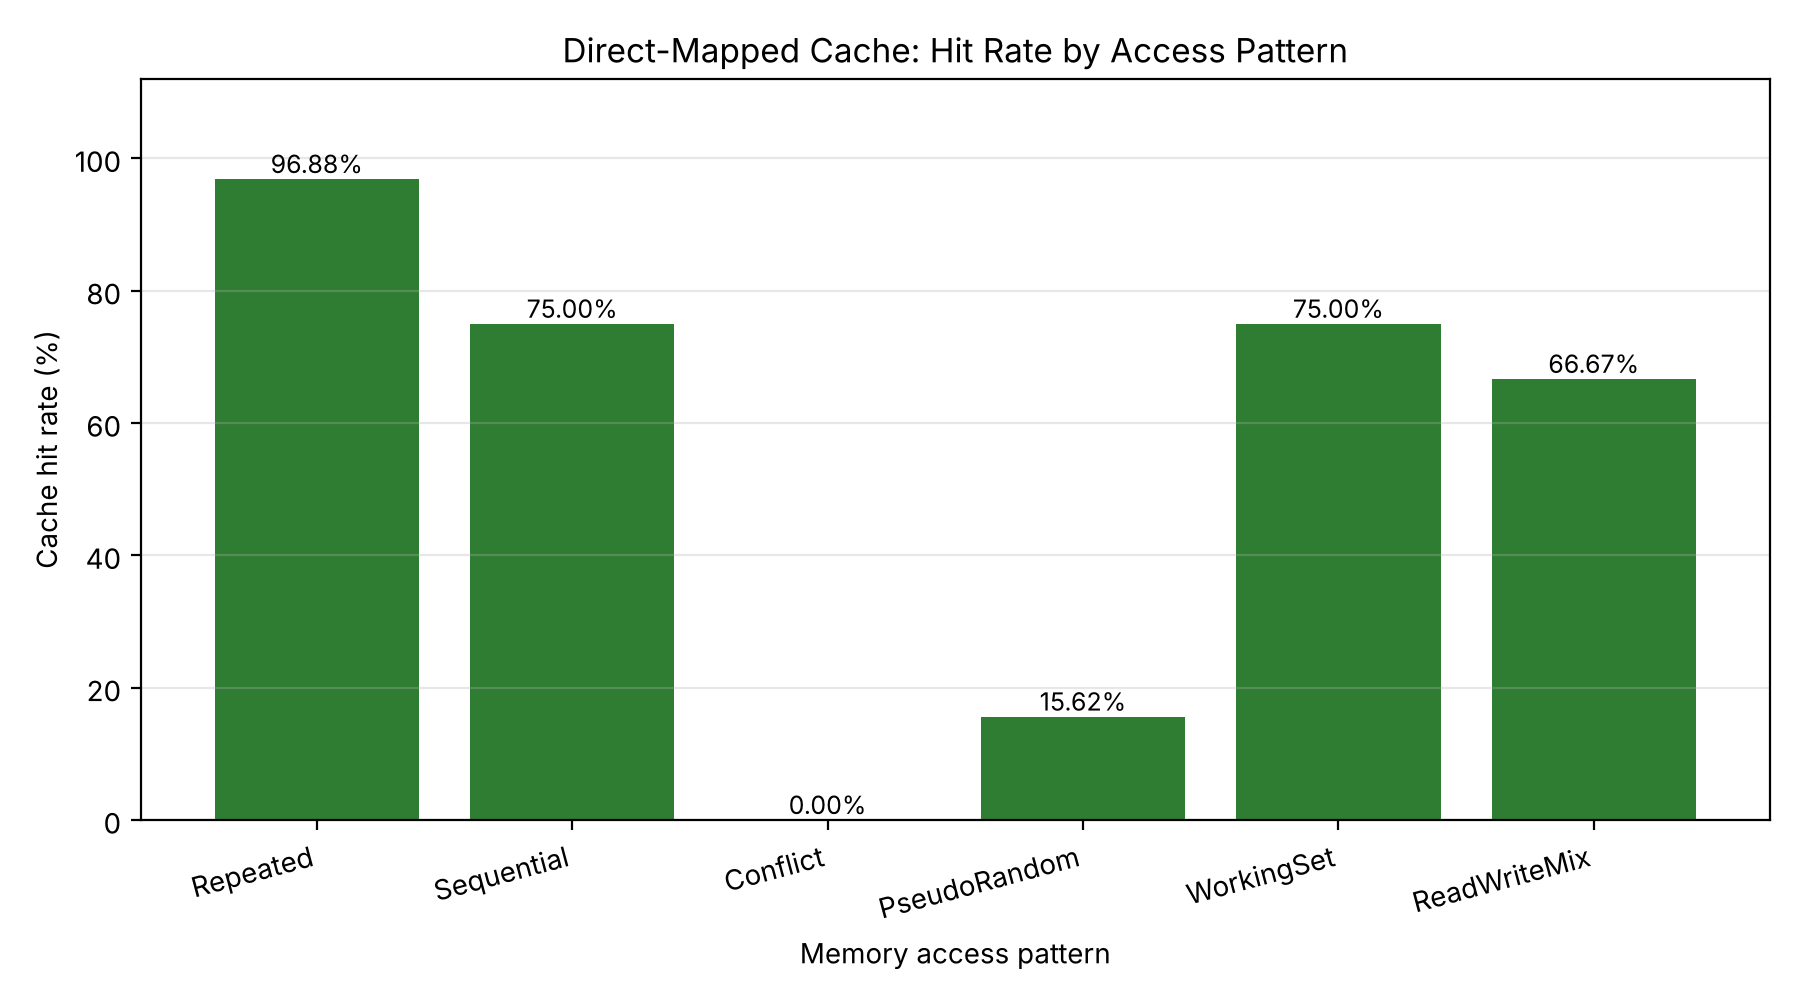 Direct-Mapped Cache: Hit Rate by Access Pattern
Cache hit rate (%)
100
80
60
40
20
0
96.88%
75.00%
0.00%
15.62%
75.00%
66.67%
Repeated
Sequential
Conflict
PseudoRandom
WorkingSet
ReadWriteMix
Memory access pattern